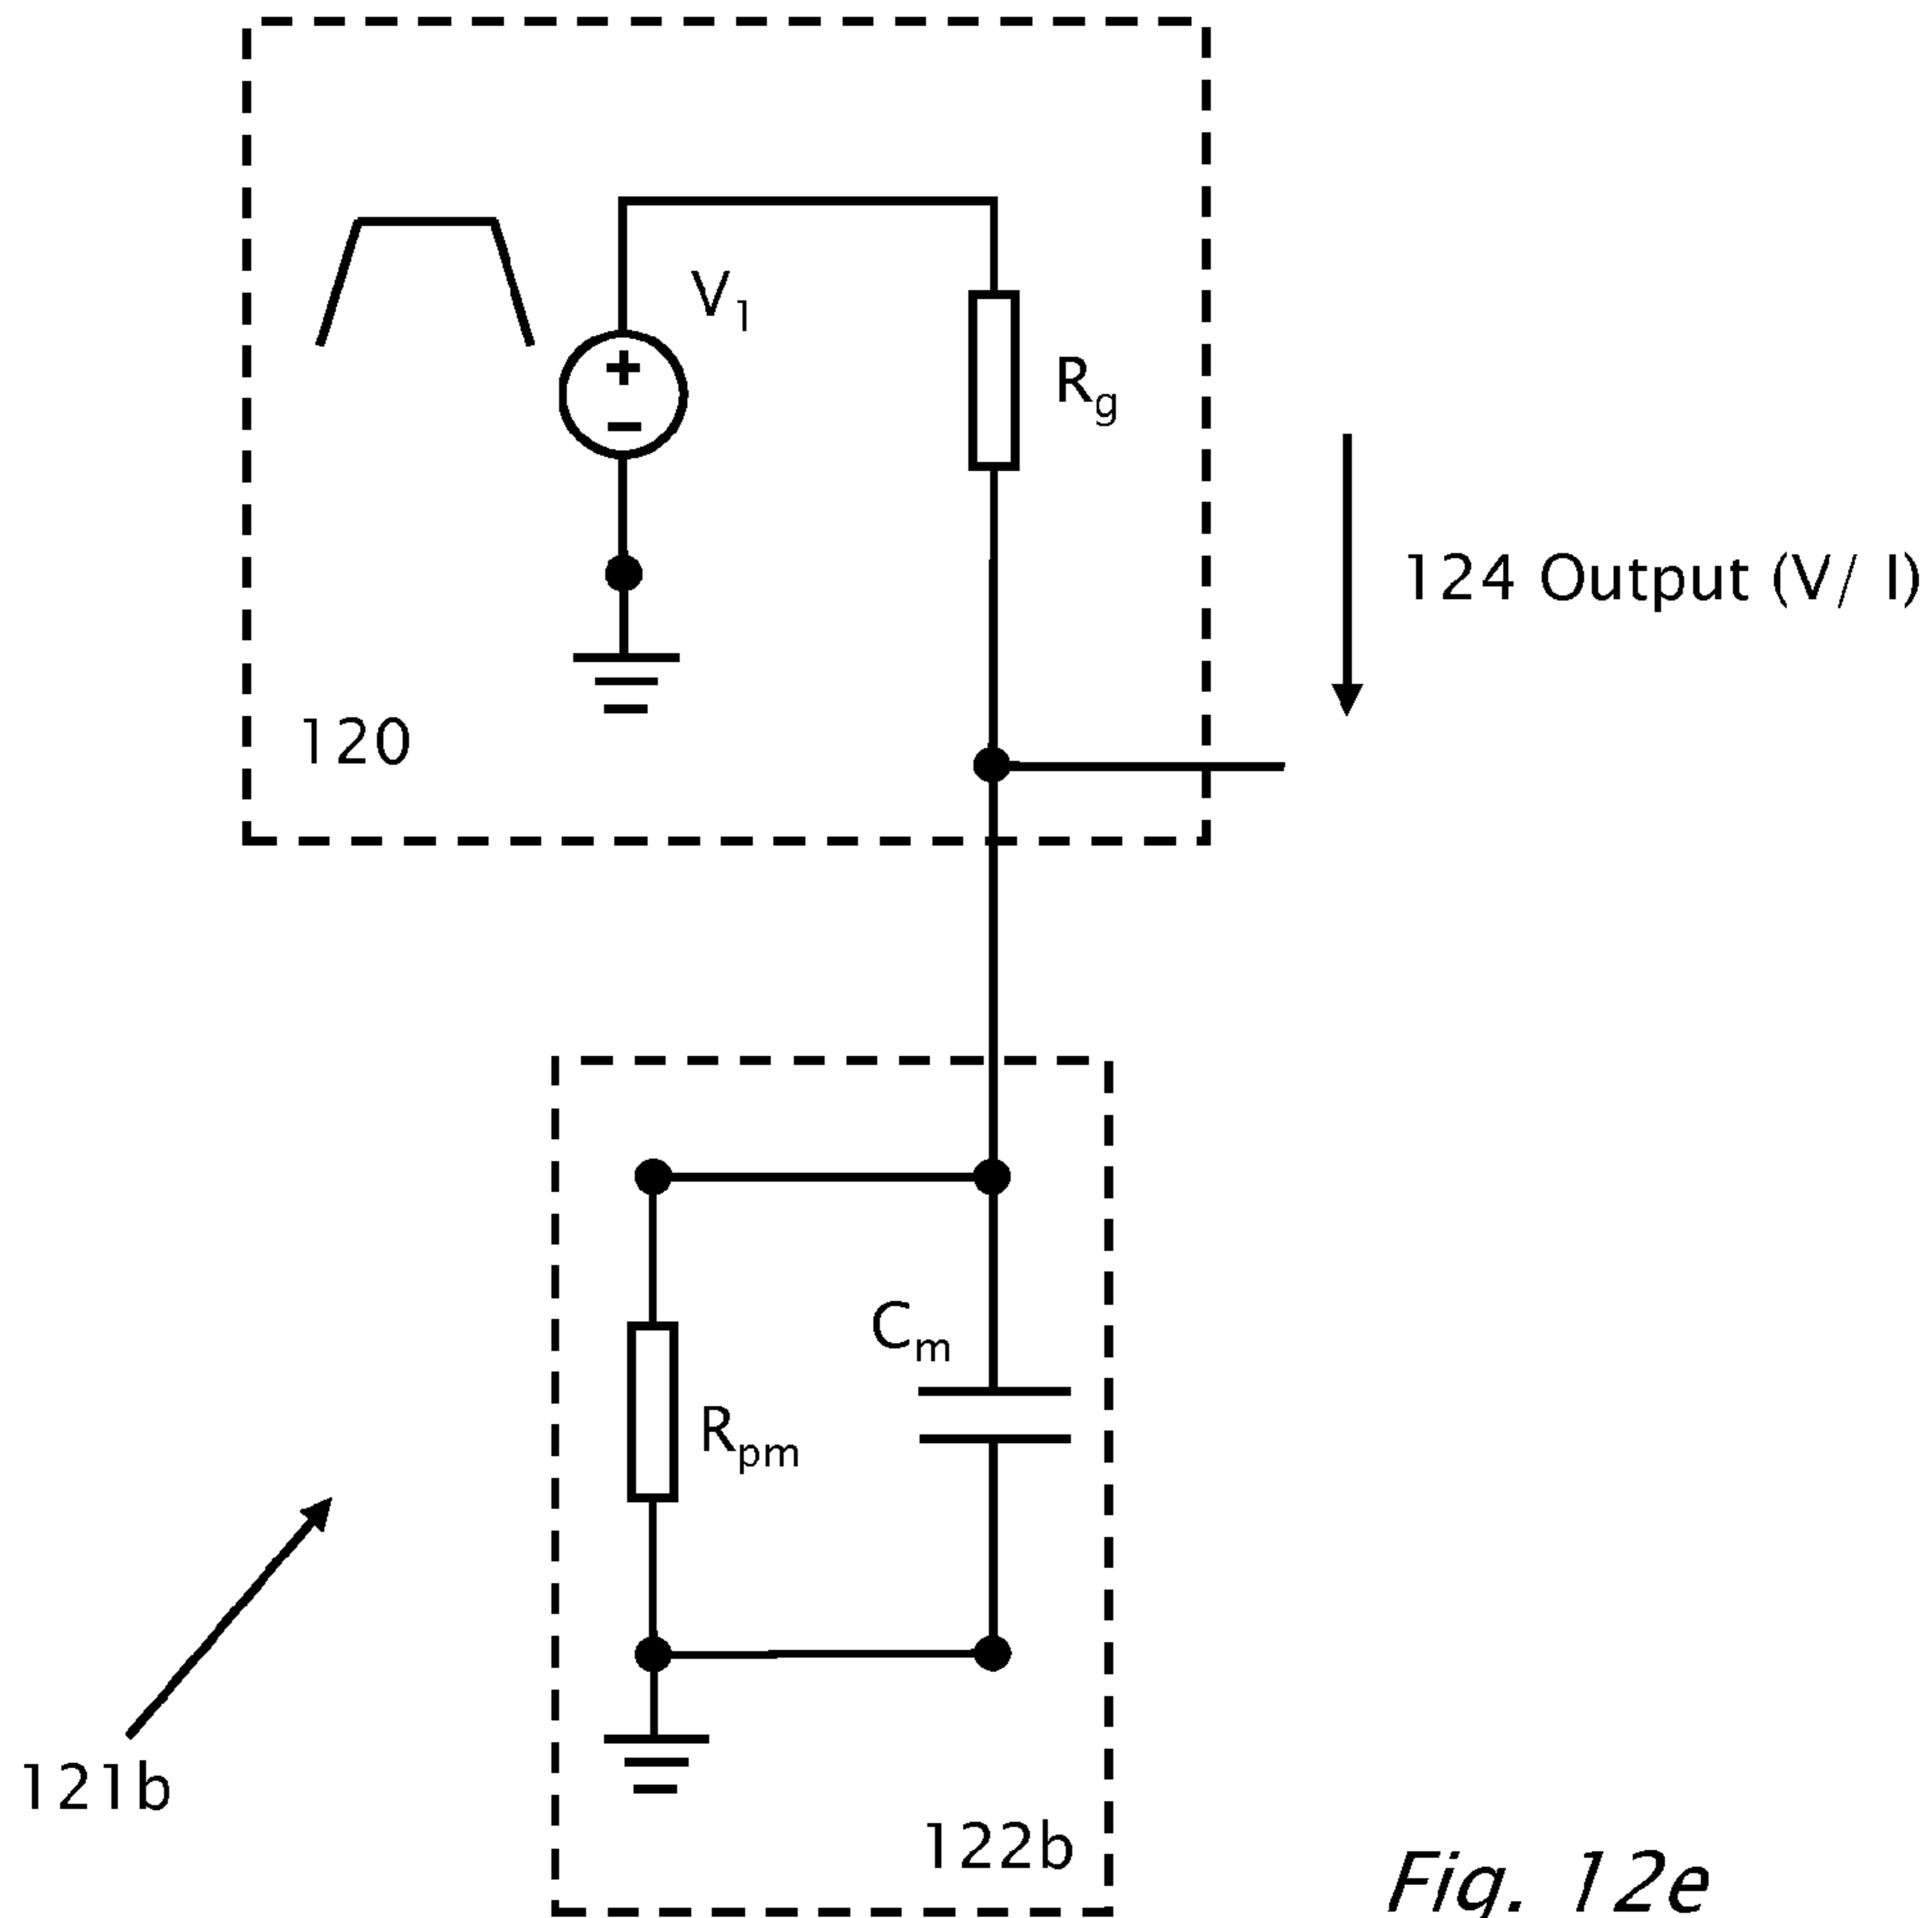 V1
+
−
Rg
124 Output (V/ I)
120
Cm
Rpm
121b
122b
Fig. 12e